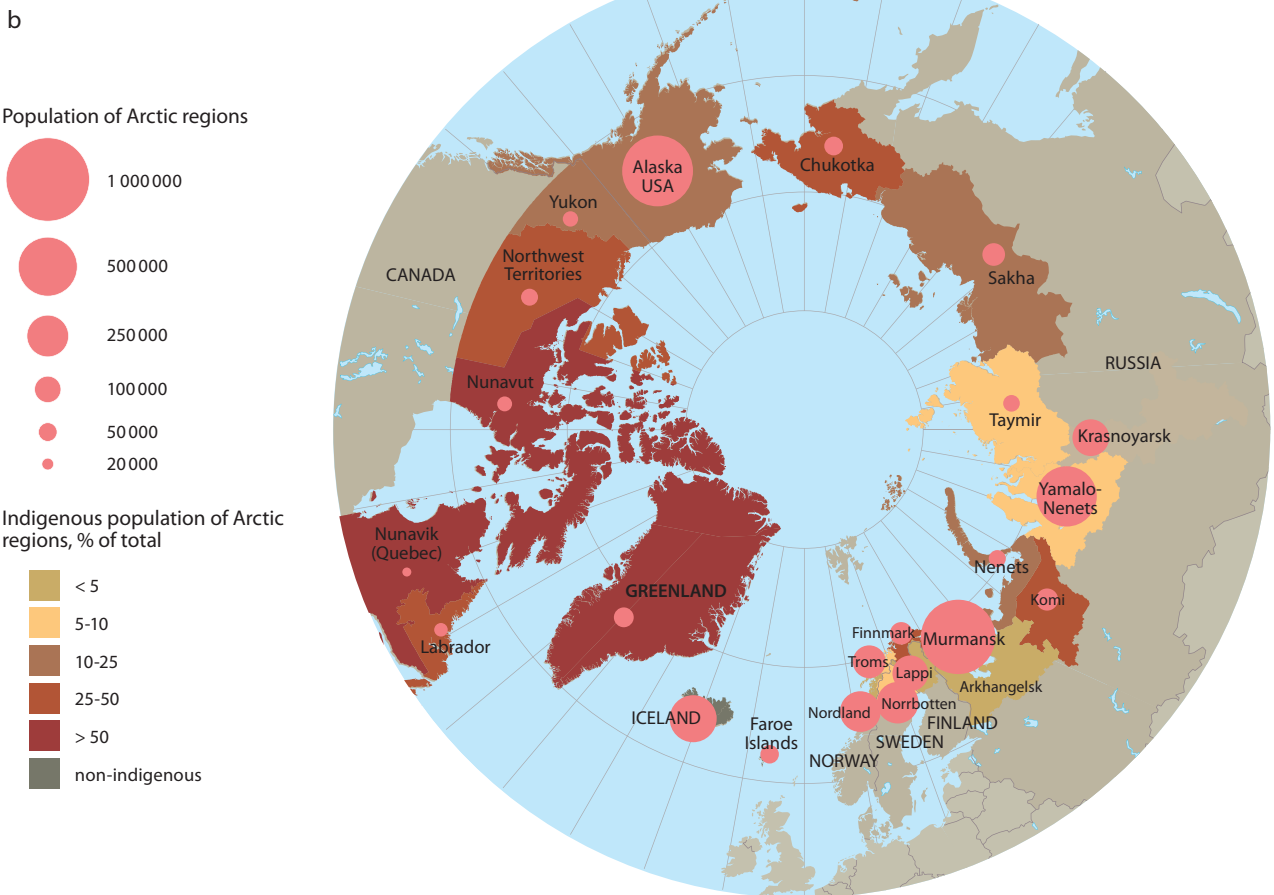 b
Population of Arctic regions
1 000 000
500 000
250 000
100 000
50 000
20 000
Indigenous population of Arctic
regions, % of total
< 5
5-10
10-25
25-50
> 50
non-indigenous
Alaska
USA
Chukotka
Yukon
Northwest
Territories
CANADA
Sakha
RUSSIA
Nunavut
Taymir
Krasnoyarsk
Yamalo-
Nenets
Nunavik
(Quebec)
Nenets
GREENLAND
Komi
Labrador
Finnmark
Murmansk
Troms
Lappi
Arkhangelsk
Norrbotten
Nordland
ICELAND
Faroe
Islands
FINLAND
SWEDEN
NORWAY